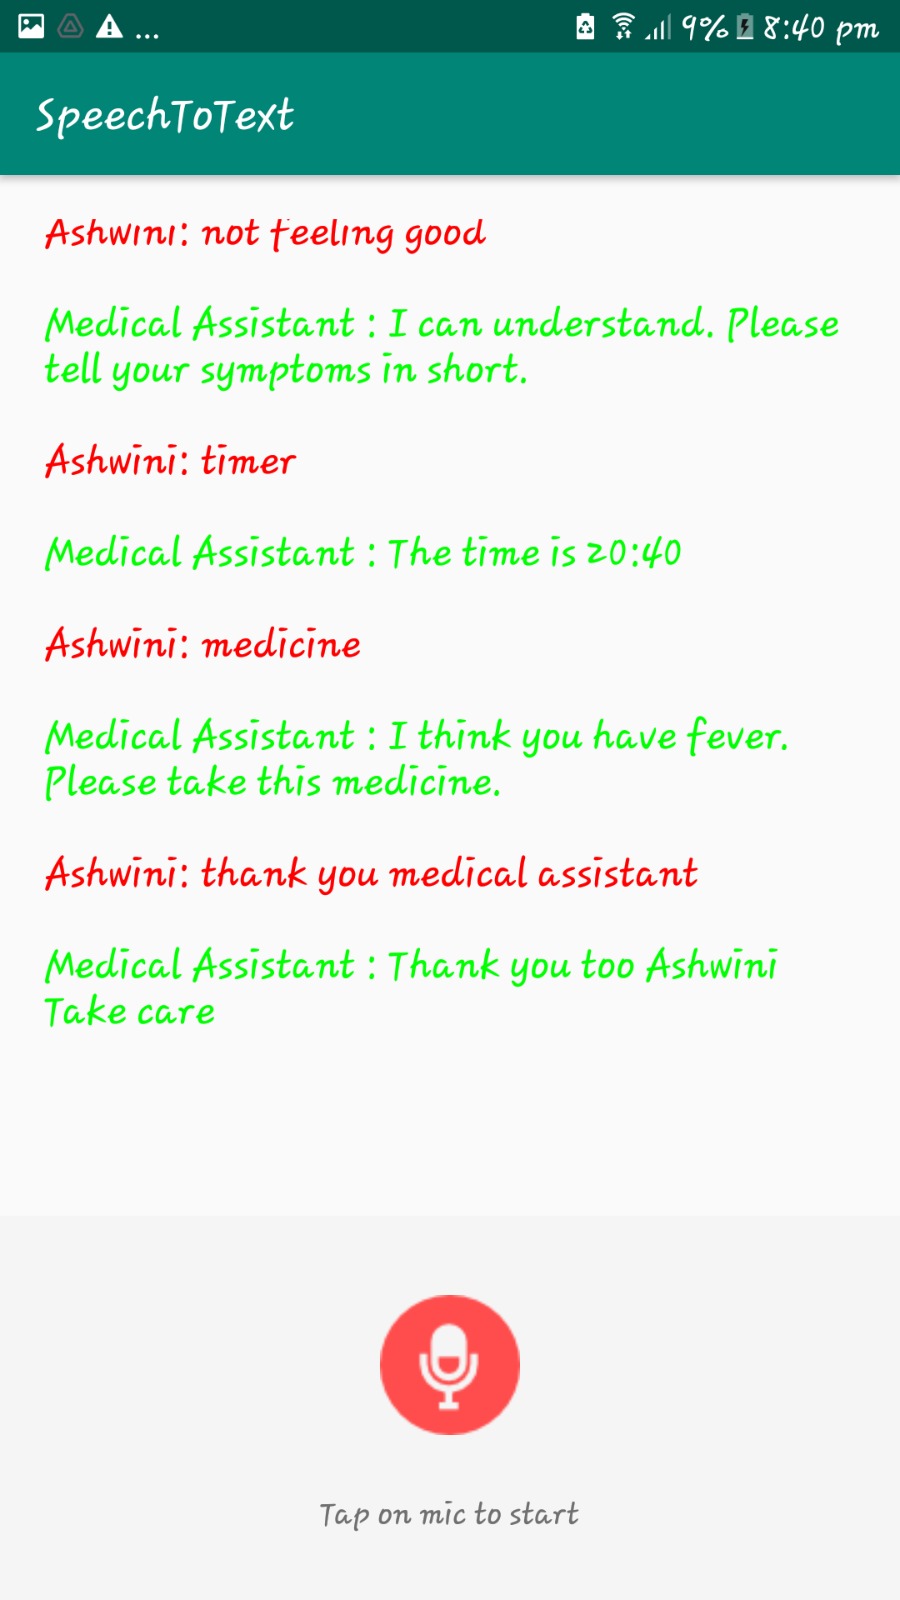 ... 9% 8:40 pm
SpeechToText
Ashwini: not feeling good
Medical Assistant : I can understand. Please
tell your symptoms in short.
Ashwini: timer
Medical Assistant : The time is 20:40
Ashwini: medicine
Medical Assistant : I think you have fever.
Please take this medicine.
Ashwini: thank you medical assistant
Medical Assistant : Thank you too Ashwini
Take care
Tap on mic to start